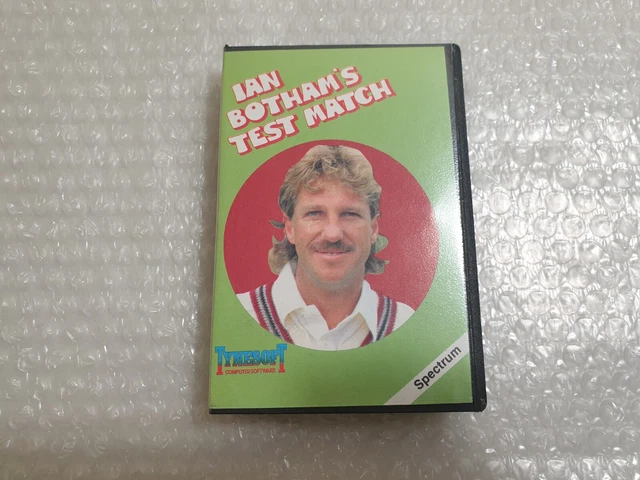 IAN
BOTHAM'S
TEST MATCH
TYNESOFT
COMPUTER SOFTWARE
Spectrum